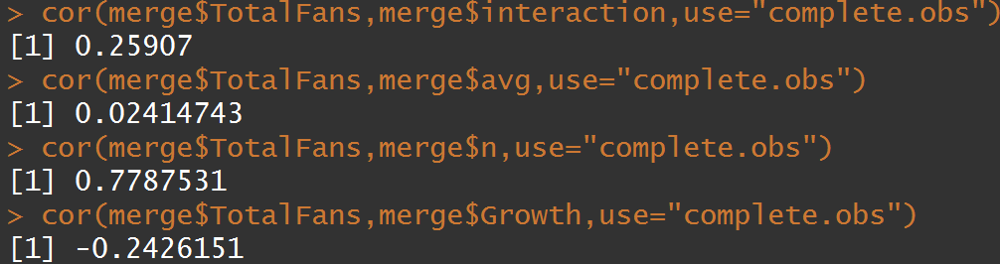 > cor(merge$TotalFans,merge$interaction,use="complete.obs")
[1] 0.25907
> cor(merge$TotalFans,merge$avg,use="complete.obs")
[1] 0.02414743
> cor(merge$TotalFans,merge$n,use="complete.obs")
[1] 0.7787531
> cor(merge$TotalFans,merge$Growth,use="complete.obs")
[1] -0.2426151